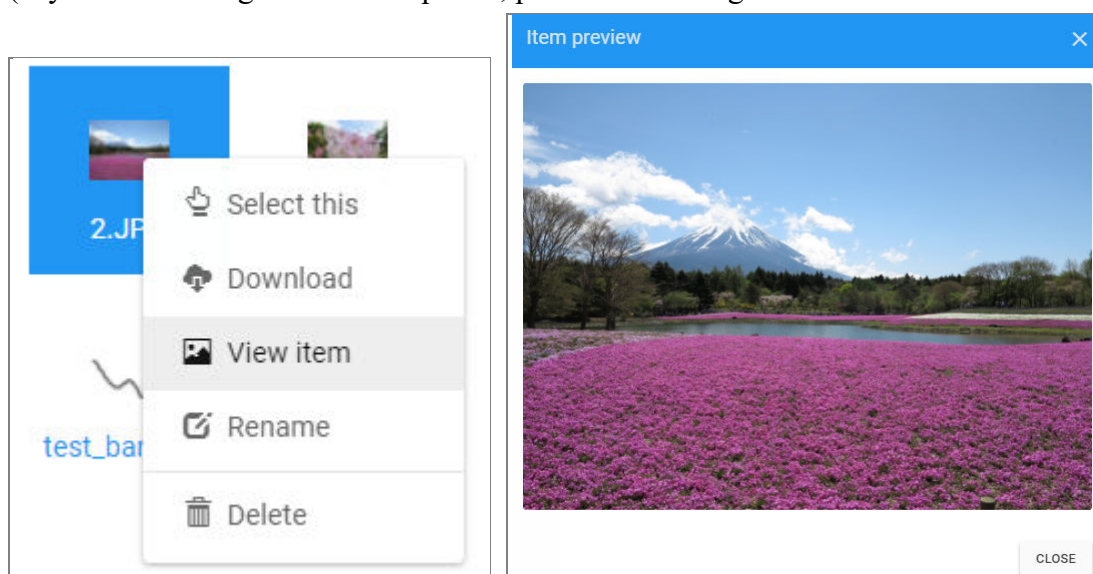 Item preview
2.JP
Select this
Download
View item
Rename
test_bar
Delete
CLOSE